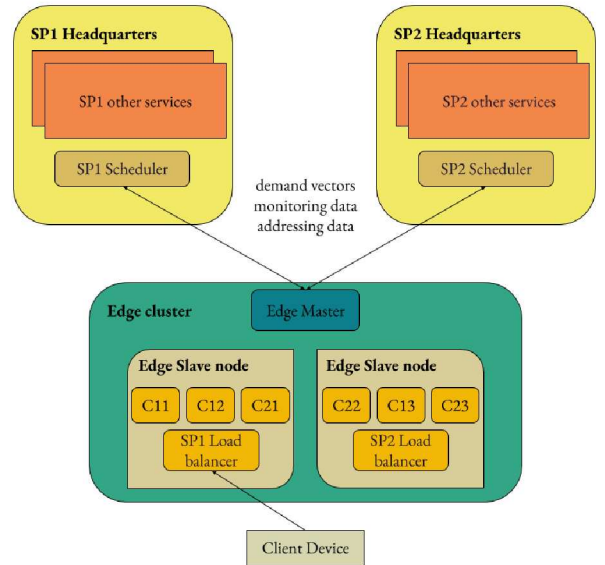 SP1 Headquarters
SP1 other services
SP1 Scheduler
SP2 Headquarters
SP2 other services
SP2 Scheduler
demand vectors
monitoring data
addressing data
Edge cluster
Edge Master
Edge Slave node
C11
C12
C21
SP1 Load
balancer
Edge Slave node
C22
C13
C23
SP2 Load
balancer
Client Device